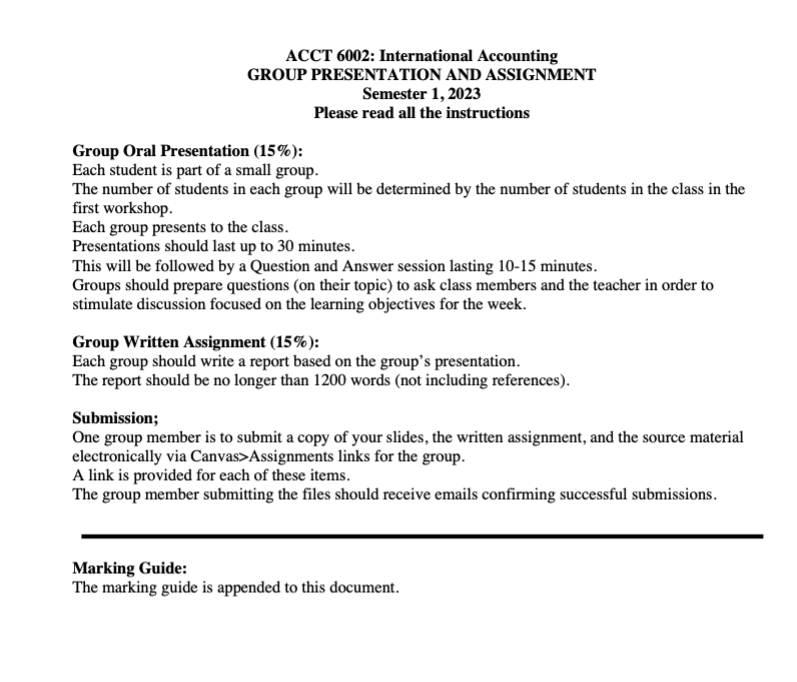 ACCT 6002: International Accounting
GROUP PRESENTATION AND ASSIGNMENT
Semester 1, 2023
Please read all the instructions
Group Oral Presentation (15%):
Each student is part of a small group.
The number of students in each group will be determined by the number of students in the class in the
first workshop.
Each group presents to the class.
Presentations should last up to 30 minutes.
This will be followed by a Question and Answer session lasting 10-15 minutes.
Groups should prepare questions (on their topic) to ask class members and the teacher in order to
stimulate discussion focused on the learning objectives for the week.
Group Written Assignment (15%):
Each group should write a report based on the group's presentation.
The report should be no longer than 1200 words (not including references).
Submission;
One group member is to submit a copy of your slides, the written assignment, and the source material
electronically via Canvas>Assignments links for the group.
A link is provided for each of these items.
The group member submitting the files should receive emails confirming successful submissions.
Marking Guide:
The marking guide is appended to this document.